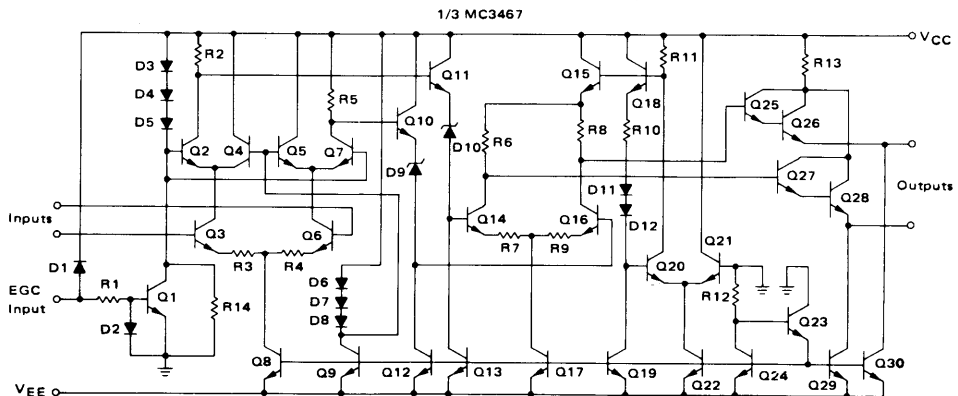 1/3 MC3467
VCC
R2
R11
R13
D3
Q11
Q15
D4
R5
Q18
Q25
Q26
D5
Q10
D10
R6
R8
R10
Q2
Q4
Q5
Q7
D9
Q27
D11
Q28
Outputs
Inputs
Q14
Q16
D12
Q3
Q6
R7
R9
Q20
Q21
R3
R4
D1
D6
R12
EGC
Input
R1
Q1
D7
Q23
D2
R14
D8
Q8
Q9
Q12
Q13
Q17
Q19
Q22
Q24
Q29
Q30
VEE